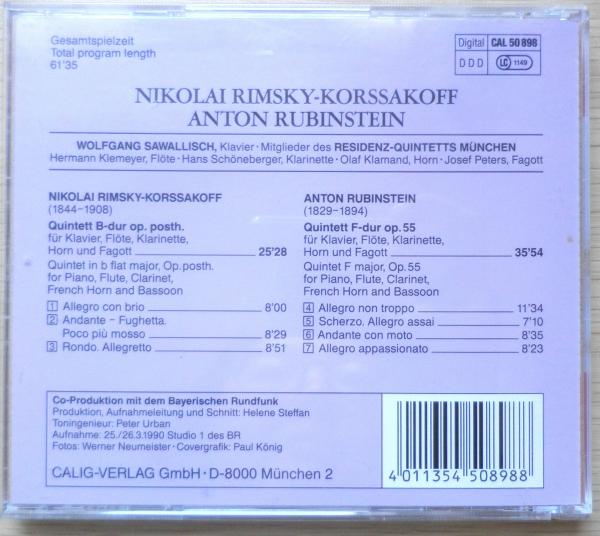 Gesamtspielzeit
Total program length
61'35
Digital CAL 50 898
DDD LC 1149
NIKOLAI RIMSKY-KORSSAKOFF
ANTON RUBINSTEIN
WOLFGANG SAWALLISCH, Klavier · Mitglieder des RESIDENZ-QUINTETTS MÜNCHEN
Hermann Klemeyer, Flöte · Hans Schöneberger, Klarinette · Olaf Klamand, Horn · Josef Peters, Fagott
NIKOLAI RIMSKY-KORSSAKOFF
(1844-1908)
Quintett B-dur op. posth.
für Klavier, Flöte, Klarinette,
Horn und Fagott 25'28
Quintet in b flat major, Op. posth.
for Piano, Flute, Clarinet,
French Horn and Bassoon
1 Allegro con brio 8'00
2 Andante – Fughetta.
Poco più mosso 8'29
3 Rondo. Allegretto 8'51
ANTON RUBINSTEIN
(1829-1894)
Quintett F-dur op. 55
für Klavier, Flöte, Klarinette,
Horn und Fagott 35'54
Quintet F major, Op. 55
for Piano, Flute, Clarinet,
French Horn and Bassoon
4 Allegro non troppo 11'34
5 Scherzo. Allegro assai 7'10
6 Andante con moto 8'35
7 Allegro appassionato 8'23
Co-Produktion mit dem Bayerischen Rundfunk
Produktion, Aufnahmeleitung und Schnitt: Helene Steffan
Toningenieur: Peter Urban
Aufnahme: 25./26.3.1990 Studio 1 des BR
Fotos: Werner Neumeister · Covergrafik: Paul König
CALIG-VERLAG GmbH · D-8000 München 2
4 011354 508988